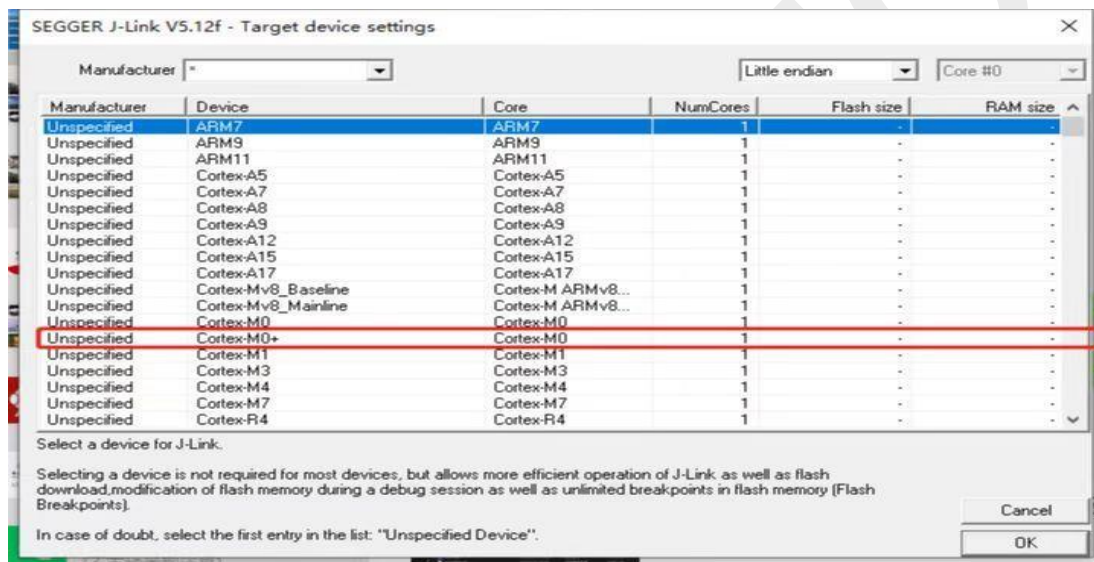 SEGGER J-Link V5.12f - Target device settings
Manufacturer * Little endian Core #0
Manufacturer Device Core NumCores Flash size RAM size
Unspecified ARM7 ARM7 1 - -
Unspecified ARM9 ARM9 1 - -
Unspecified ARM11 ARM11 1 - -
Unspecified Cortex-A5 Cortex-A5 1 - -
Unspecified Cortex-A7 Cortex-A7 1 - -
Unspecified Cortex-A8 Cortex-A8 1 - -
Unspecified Cortex-A9 Cortex-A9 1 - -
Unspecified Cortex-A12 Cortex-A12 1 - -
Unspecified Cortex-A15 Cortex-A15 1 - -
Unspecified Cortex-A17 Cortex-A17 1 - -
Unspecified Cortex-Mv8_Baseline Cortex-M ARMv8... 1 - -
Unspecified Cortex-Mv8_Mainline Cortex-M ARMv8... 1 - -
Unspecified Cortex-M0 Cortex-M0 1 - -
Unspecified Cortex-M0+ Cortex-M0 1 - -
Unspecified Cortex-M1 Cortex-M1 1 - -
Unspecified Cortex-M3 Cortex-M3 1 - -
Unspecified Cortex-M4 Cortex-M4 1 - -
Unspecified Cortex-M7 Cortex-M7 1 - -
Unspecified Cortex-R4 Cortex-R4 1 - -
Select a device for J-Link.
Selecting a device is not required for most devices, but allows more efficient operation of J-Link as well as flash
download,modification of flash memory during a debug session as well as unlimited breakpoints in flash memory (Flash
Breakpoints).
In case of doubt, select the first entry in the list: "Unspecified Device".
Cancel
OK